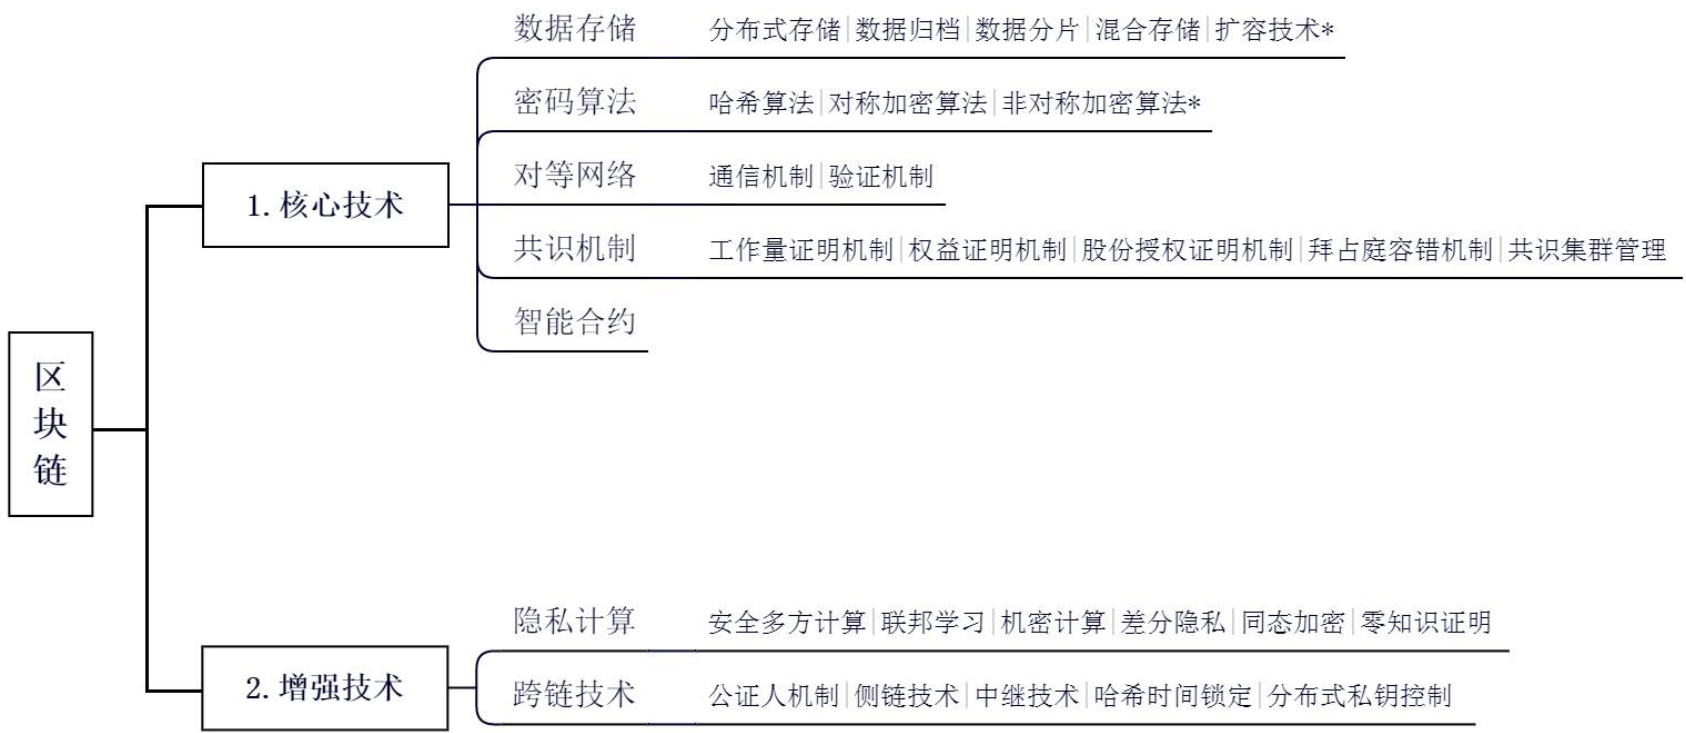 区块链
1. 核心技术
数据存储 分布式存储|数据归档|数据分片|混合存储|扩容技术*
密码算法 哈希算法|对称加密算法|非对称加密算法*
对等网络 通信机制|验证机制
共识机制 工作量证明机制|权益证明机制|股份授权证明机制|拜占庭容错机制|共识集群管理
智能合约
2. 增强技术
隐私计算 安全多方计算|联邦学习|机密计算|差分隐私|同态加密|零知识证明
跨链技术 公证人机制|侧链技术|中继技术|哈希时间锁定|分布式私钥控制